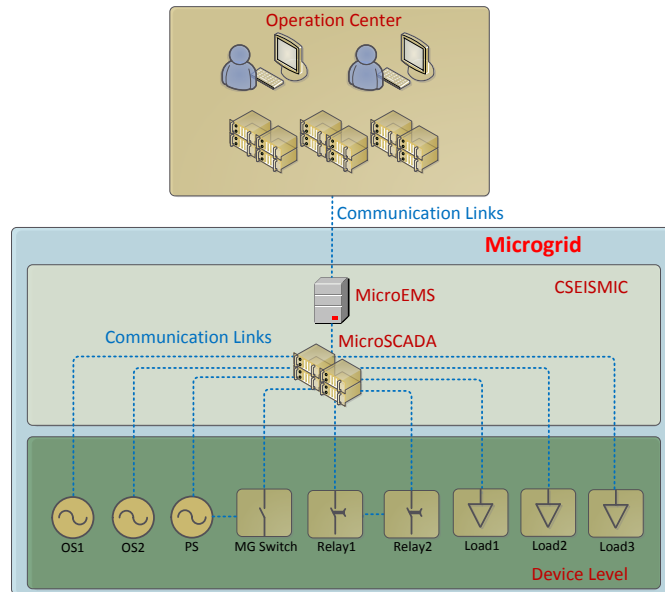 Operation Center
Communication Links
Microgrid
CSEISMIC
MicroEMS
Communication Links
MicroSCADA
OS1
OS2
PS
MG Switch
Relay1
Relay2
Load1
Load2
Load3
Device Level